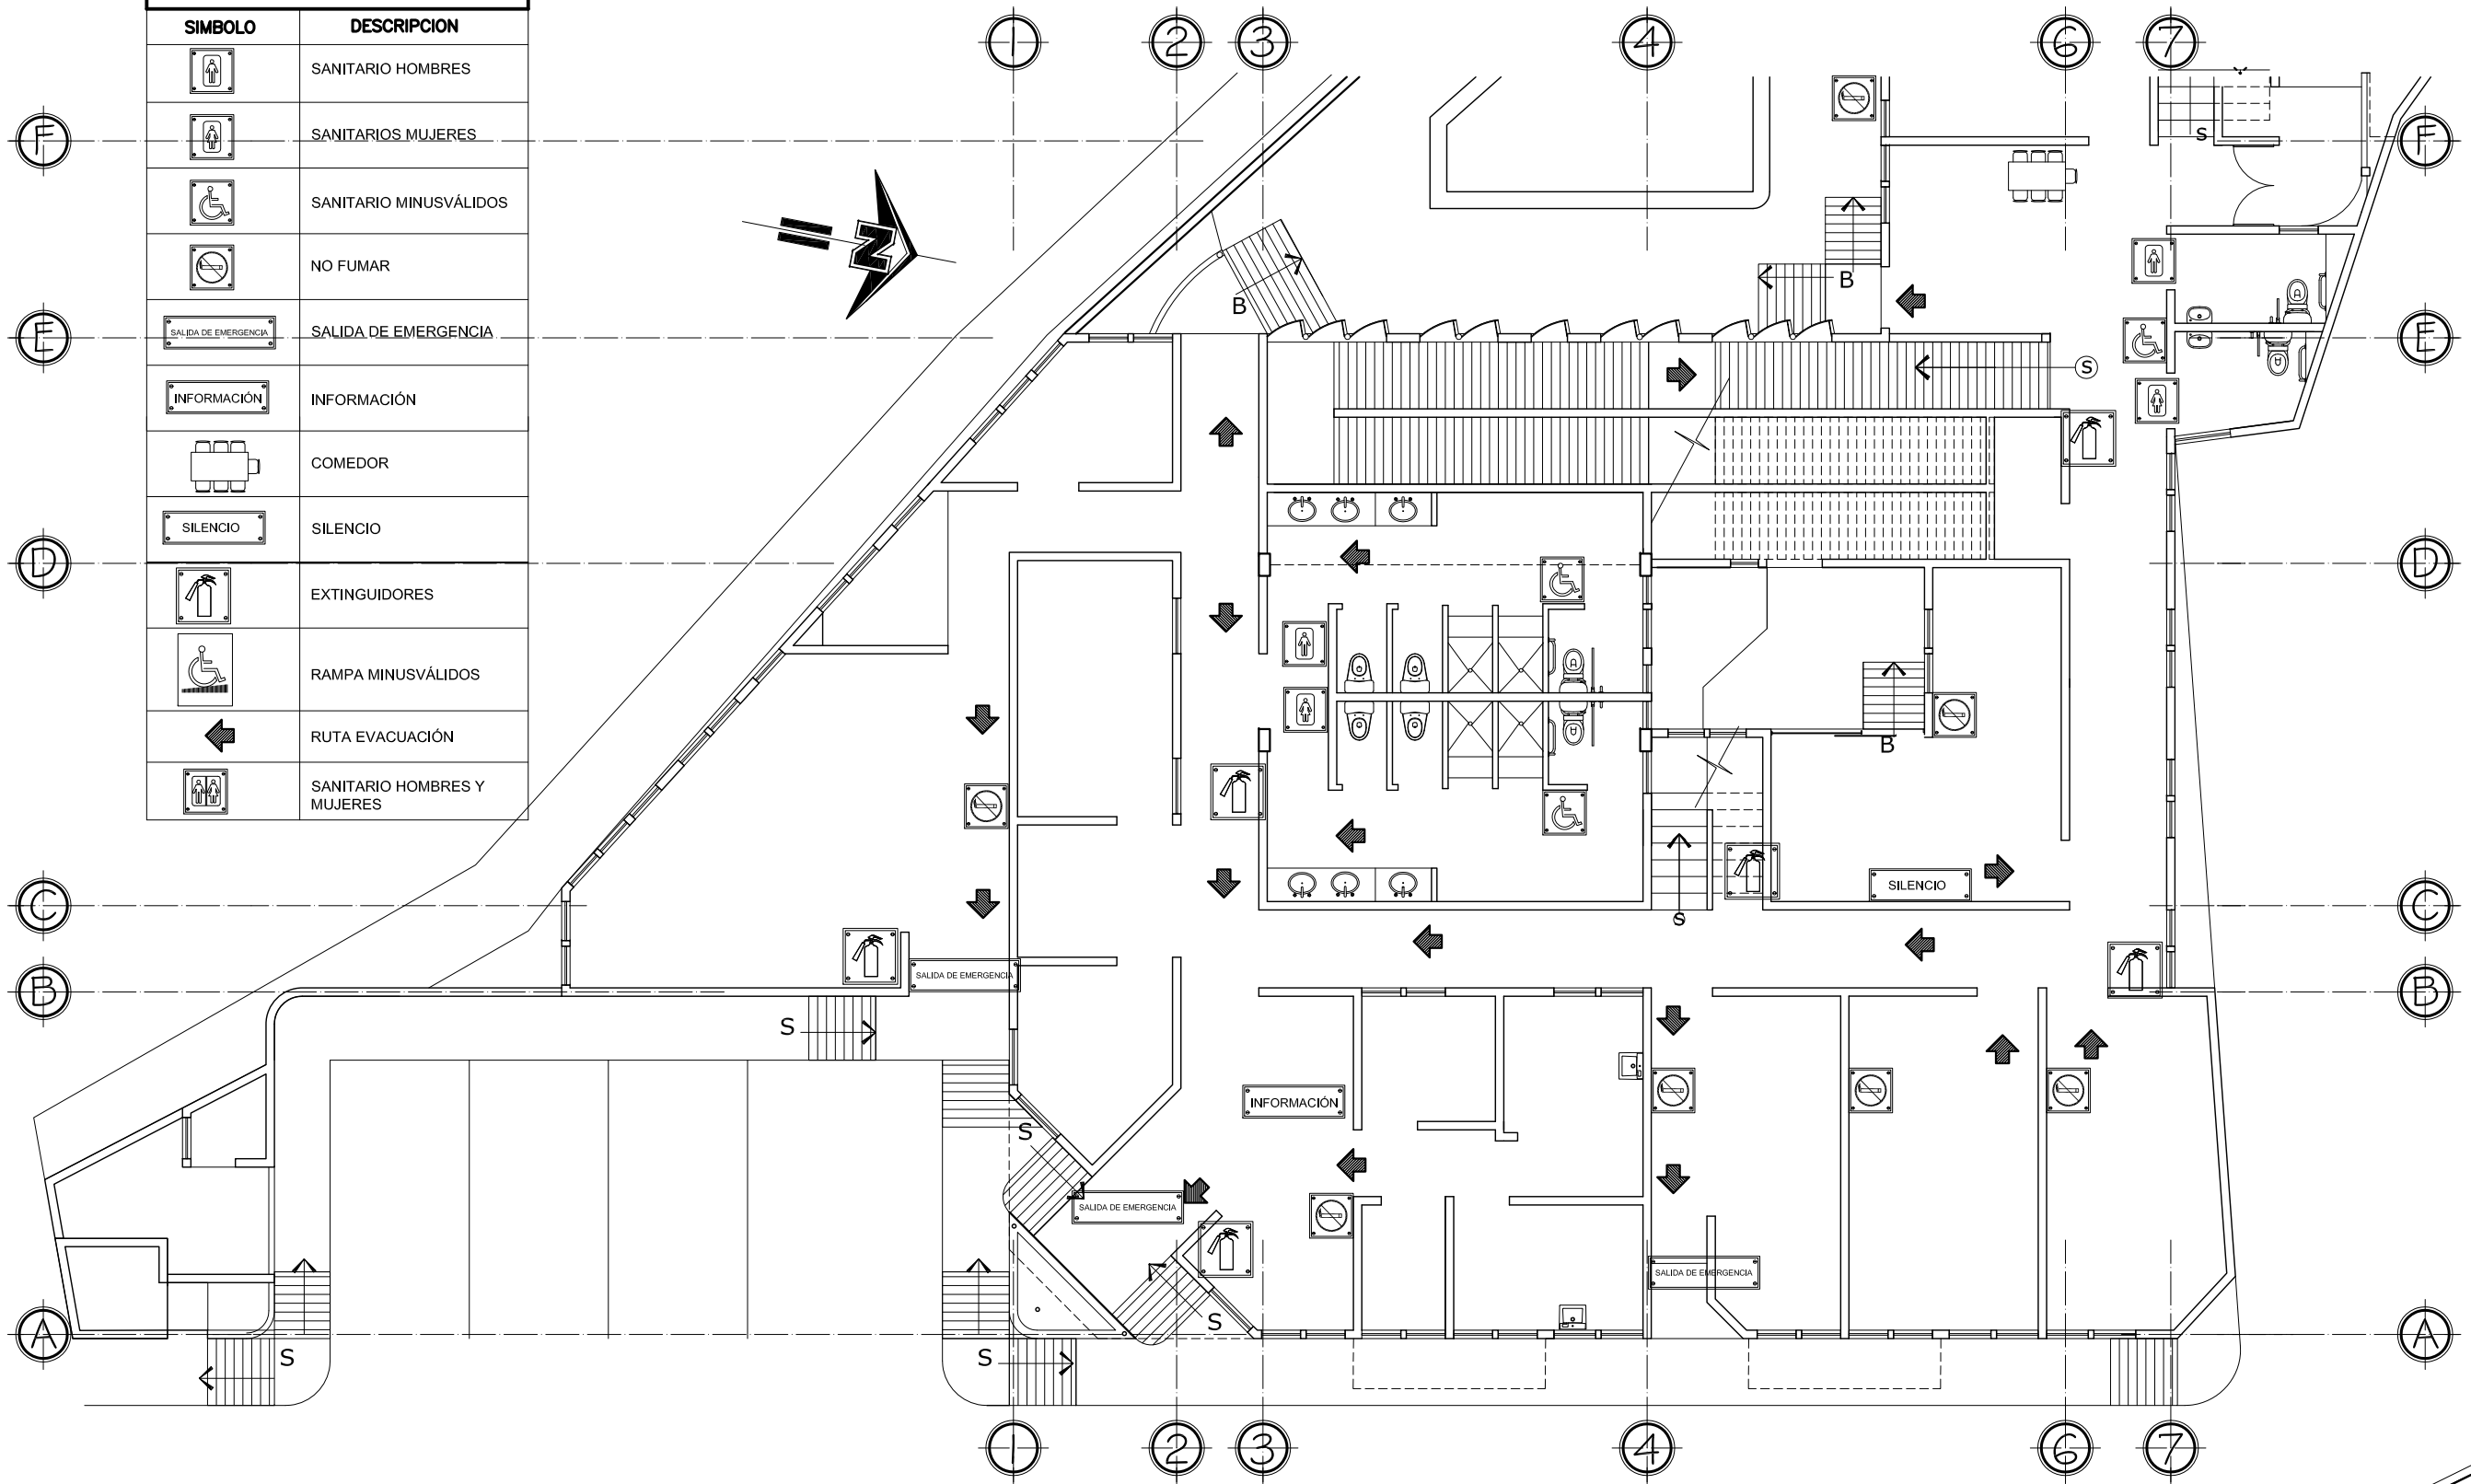 SIMBOLO DESCRIPCION
SANITARIO HOMBRES
SANITARIOS MUJERES
SANITARIO MINUSVÁLIDOS
NO FUMAR
SALIDA DE EMERGENCIA SALIDA DE EMERGENCIA
INFORMACIÓN INFORMACIÓN
COMEDOR
SILENCIO SILENCIO
EXTINGUIDORES
RAMPA MINUSVÁLIDOS
RUTA EVACUACIÓN
SANITARIO HOMBRES Y
MUJERES
1 2 3 4 6 7
F
F
S
N
B
B
E
E
S
D
D
B
SILENCIO
C
C
S
SALIDA DE EMERGENCIA
B
B
S
INFORMACIÓN
S
SALIDA DE EMERGENCIA
SALIDA DE EMERGENCIA
S
A
A
S
S
1 2 3 4 6 7